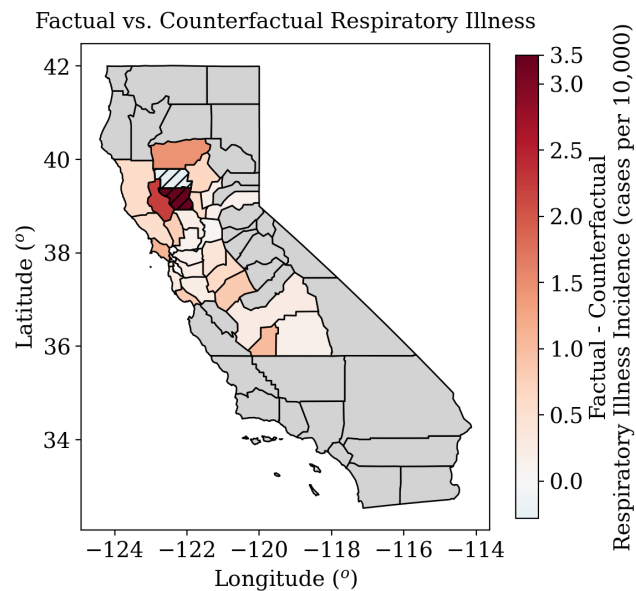 Factual vs. Counterfactual Respiratory Illness
42
40
38
36
34
Latitude (°)
−124 −122 −120 −118 −116 −114
Longitude (°)
3.5
3.0
2.5
2.0
1.5
1.0
0.5
0.0
Factual - Counterfactual
Respiratory Illness Incidence (cases per 10,000)